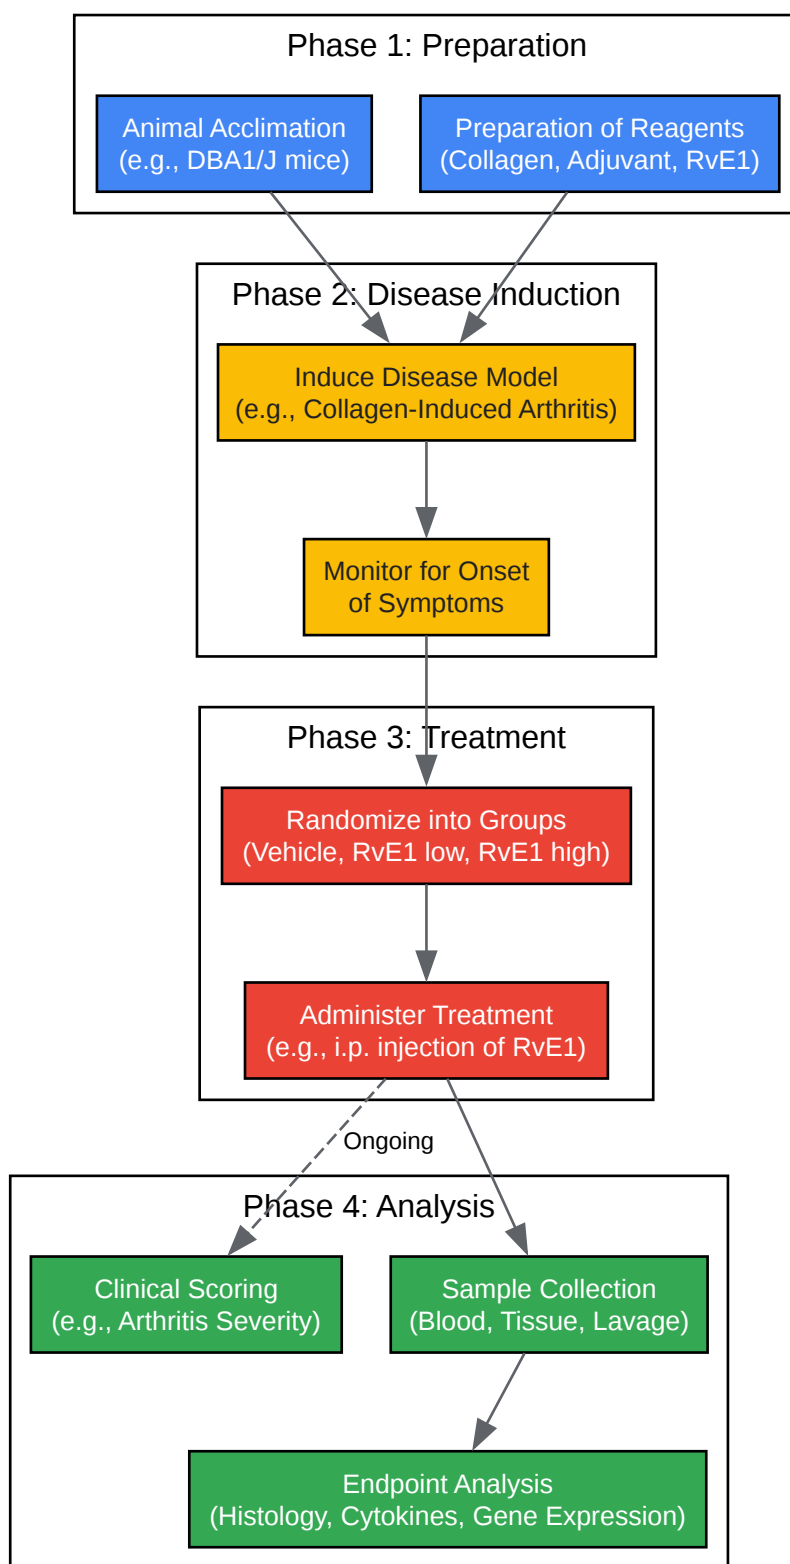 Phase 1: Preparation
Animal Acclimation
(e.g., DBA1/J mice)
Preparation of Reagents
(Collagen, Adjuvant, RvE1)
Phase 2: Disease Induction
Induce Disease Model
(e.g., Collagen-Induced Arthritis)
Monitor for Onset
of Symptoms
Phase 3: Treatment
Randomize into Groups
(Vehicle, RvE1 low, RvE1 high)
Administer Treatment
(e.g., i.p. injection of RvE1)
Ongoing
Phase 4: Analysis
Clinical Scoring
(e.g., Arthritis Severity)
Sample Collection
(Blood, Tissue, Lavage)
Endpoint Analysis
(Histology, Cytokines, Gene Expression)